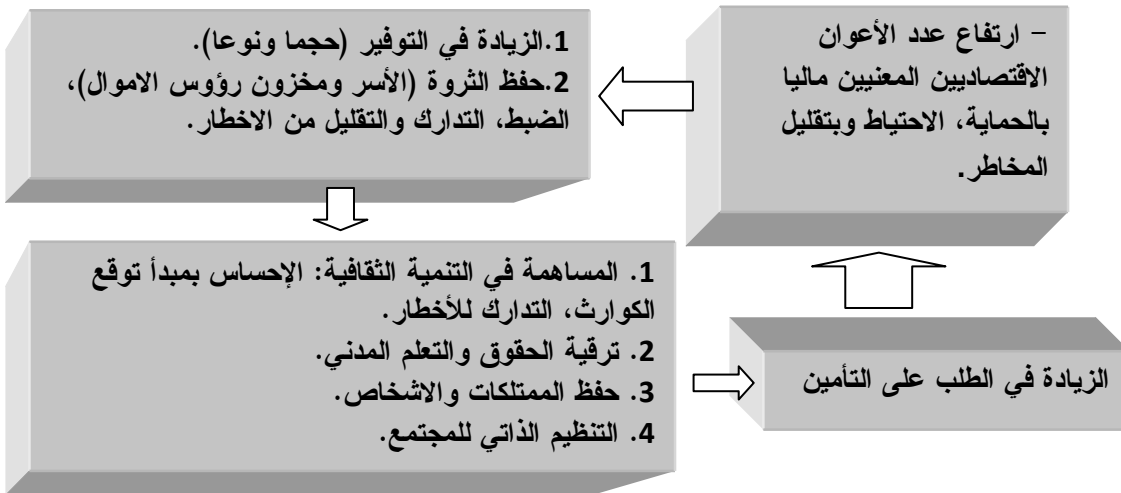 – ارتفاع عدد الأعوان
الاقتصاديين المعنيين ماليا
بالحماية، الاحتياط وبتقليل
المخاطر.
1.الزيادة في التوفير (حجما ونوعا).
2.حفظ الثروة (الأسر ومخزون رؤوس الاموال)،
الضبط، التدارك والتقليل من الاخطار.
1. المساهمة في التنمية الثقافية: الإحساس بمبدأ توقع
الكوارث، التدارك للأخطار.
2. ترقية الحقوق والتعلم المدني.
3. حفظ الممتلكات والاشخاص.
4. التنظيم الذاتي للمجتمع.
الزيادة في الطلب على التأمين